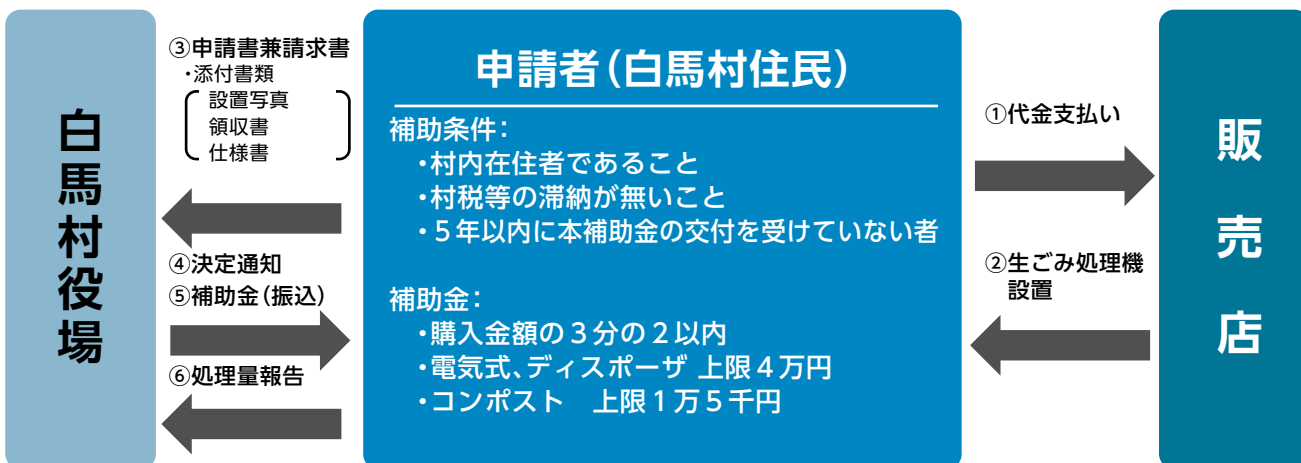 白馬村役場
③申請書兼請求書
・添付書類
設置写真
領収書
仕様書
④決定通知
⑤補助金（振込）
⑥処理量報告
申請者（白馬村住民）
補助条件：
・村内在住者であること
・村税等の滞納が無いこと
・５年以内に本補助金の交付を受けていない者
補助金：
・購入金額の３分の２以内
・電気式、ディスポーザ 上限４万円
・コンポスト　上限１万５千円
①代金支払い
②生ごみ処理機
設置
販売店